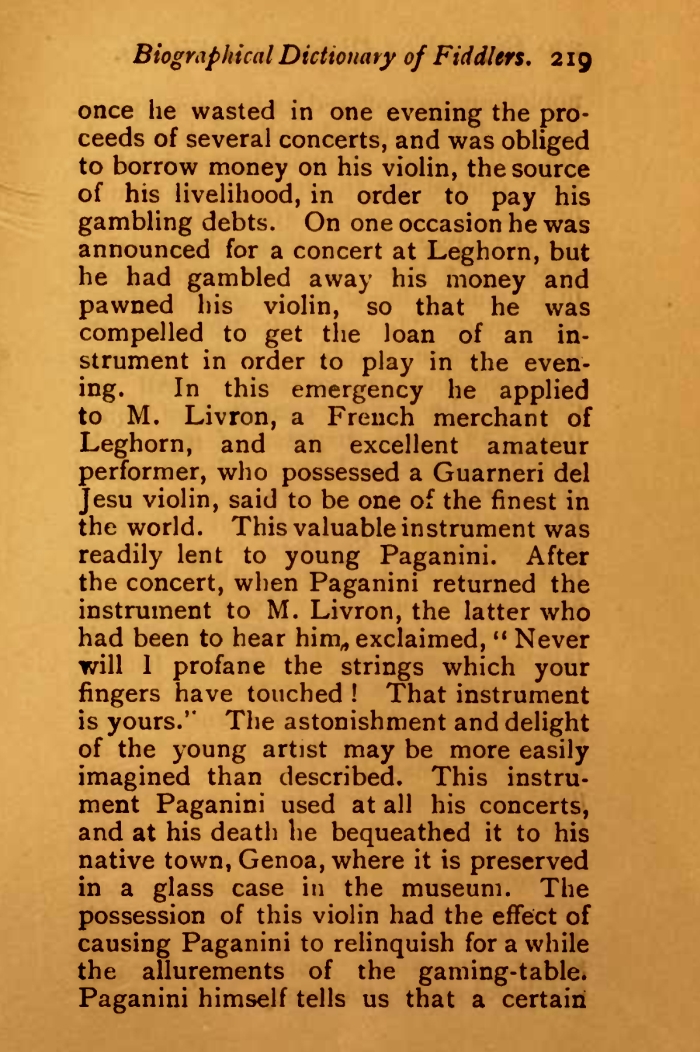 Biographical Dictionary of Fiddlers. 219
once he wasted in one evening the pro-
ceeds of several concerts, and was obliged
to borrow money on his violin, the source
of his livelihood, in order to pay his
gambling debts. On one occasion he was
announced for a concert at Leghorn, but
he had gambled away his money and
pawned his violin, so that he was
compelled to get the loan of an in-
strument in order to play in the even-
ing. In this emergency he applied
to M. Livron, a French merchant of
Leghorn, and an excellent amateur
performer, who possessed a Guarneri del
Jesu violin, said to be one of the finest in
the world. This valuable instrument was
readily lent to young Paganini. After
the concert, when Paganini returned the
instrument to M. Livron, the latter who
had been to hear him, exclaimed, “ Never
will I profane the strings which your
fingers have touched ! That instrument
is yours.” The astonishment and delight
of the young artist may be more easily
imagined than described. This instru-
ment Paganini used at all his concerts,
and at his death he bequeathed it to his
native town, Genoa, where it is preserved
in a glass case in the museum. The
possession of this violin had the effect of
causing Paganini to relinquish for a while
the allurements of the gaming-table.
Paganini himself tells us that a certain